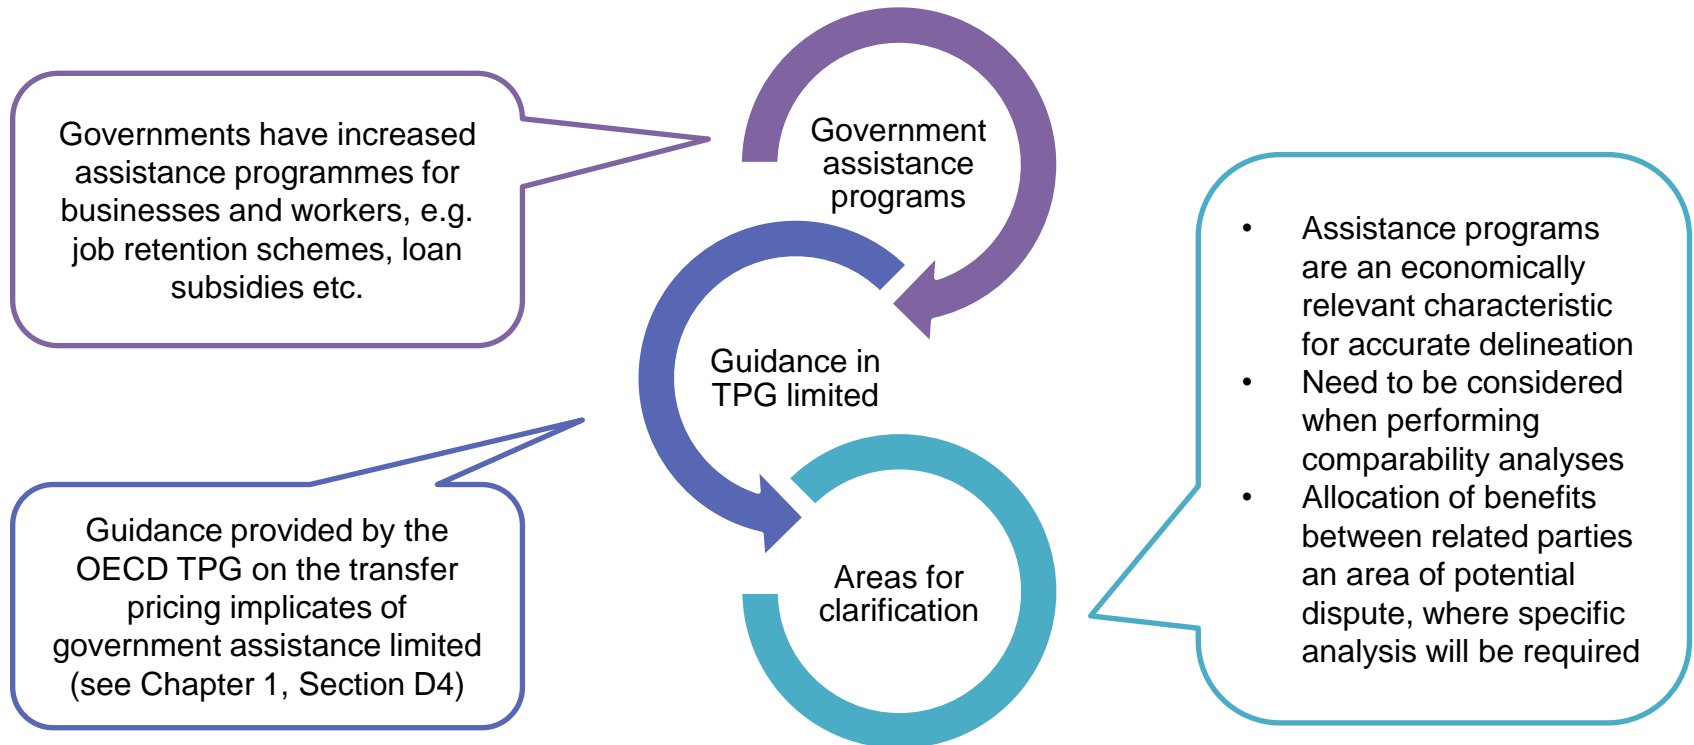 Governments have increased
assistance programmes for
businesses and workers, e.g.
job retention schemes, loan
subsidies etc.
Government
assistance
programs
Guidance in
TPG limited
Guidance provided by the
OECD TPG on the transfer
pricing implicates of
government assistance limited
(see Chapter 1, Section D4)
Areas for
clarification
• Assistance programs
are an economically
relevant characteristic
for accurate delineation
• Need to be considered
when performing
comparability analyses
• Allocation of benefits
between related parties
an area of potential
dispute, where specific
analysis will be required